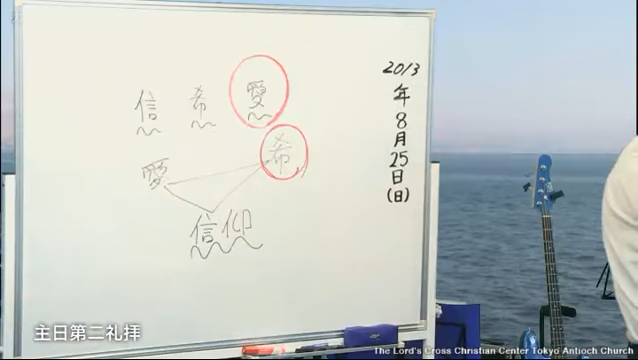 信 希 愛
愛 希
信仰
2013
年
8
月
25
日
(日)
主日第二礼拝
The Lord's Cross Christian Center Tokyo Antioch Church